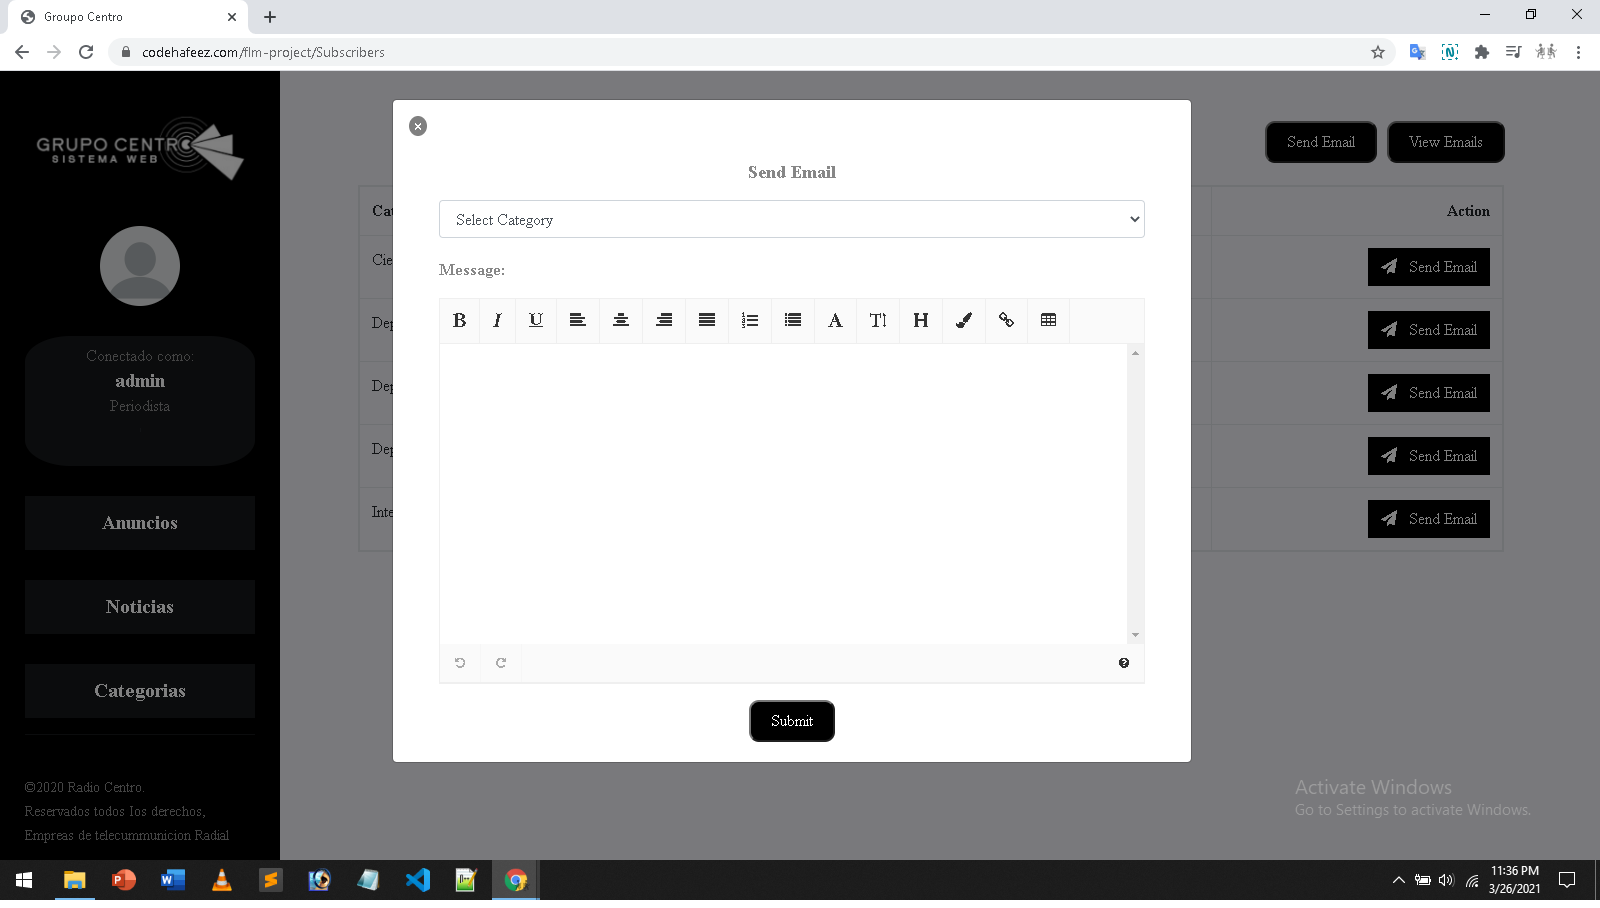 Groupo Centro
codehafeez.com/flm-project/Subscribers
GRUPO CENTRO
SISTEMA WEB
Conectado como:
admin
Periodista
Anuncios
Noticias
Categorias
©2020 Radio Centro.
Reservados todos los derechos,
Empreas de telecummunicion Radial
Send Email
View Emails
Action
Cie
Send Email
Dep
Send Email
Dep
Send Email
Dep
Send Email
Inte
Send Email
Send Email
Select Category
Message:
B I U A T H
Submit
Activate Windows
Go to Settings to activate Windows.
11:36 PM
3/26/2021